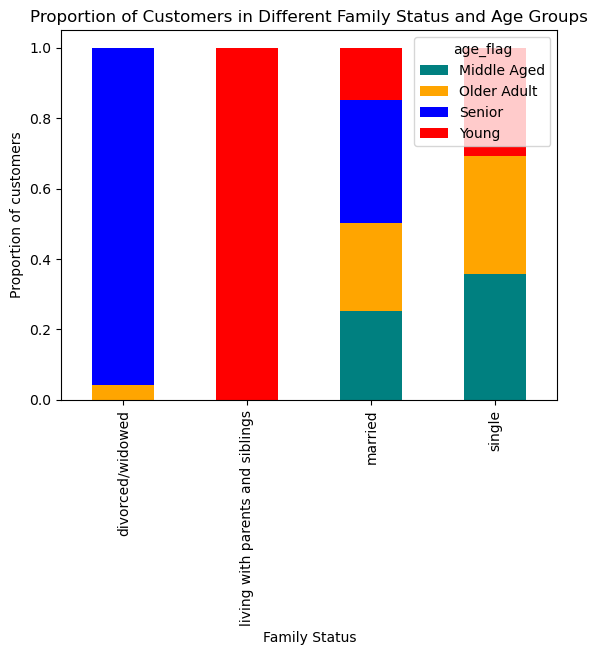 Proportion of Customers in Different Family Status and Age Groups
age_flag
Middle Aged
Older Adult
Senior
Young
Proportion of customers
1.0
0.8
0.6
0.4
0.2
0.0
divorced/widowed
living with parents and siblings
married
single
Family Status